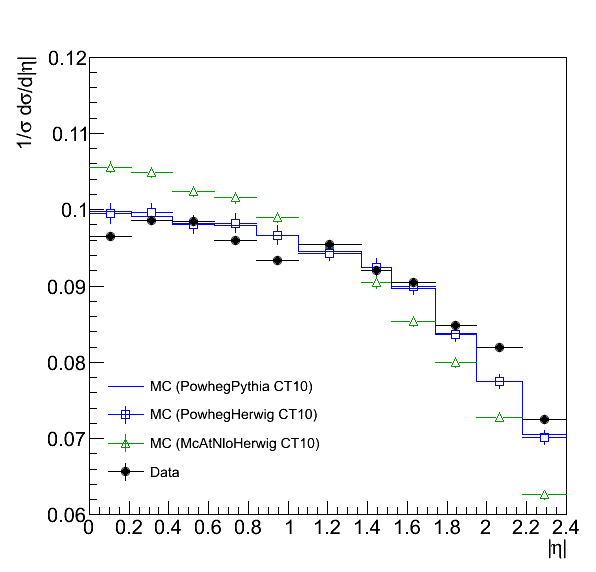 1/σ dσ/d|η|
0.12
0.11
0.1
0.09
0.08
0.07
0.06
MC (PowhegPythia CT10)
MC (PowhegHerwig CT10)
MC (McAtNloHerwig CT10)
Data
0 0.2 0.4 0.6 0.8 1 1.2 1.4 1.6 1.8 2 2.2 2.4
|η|